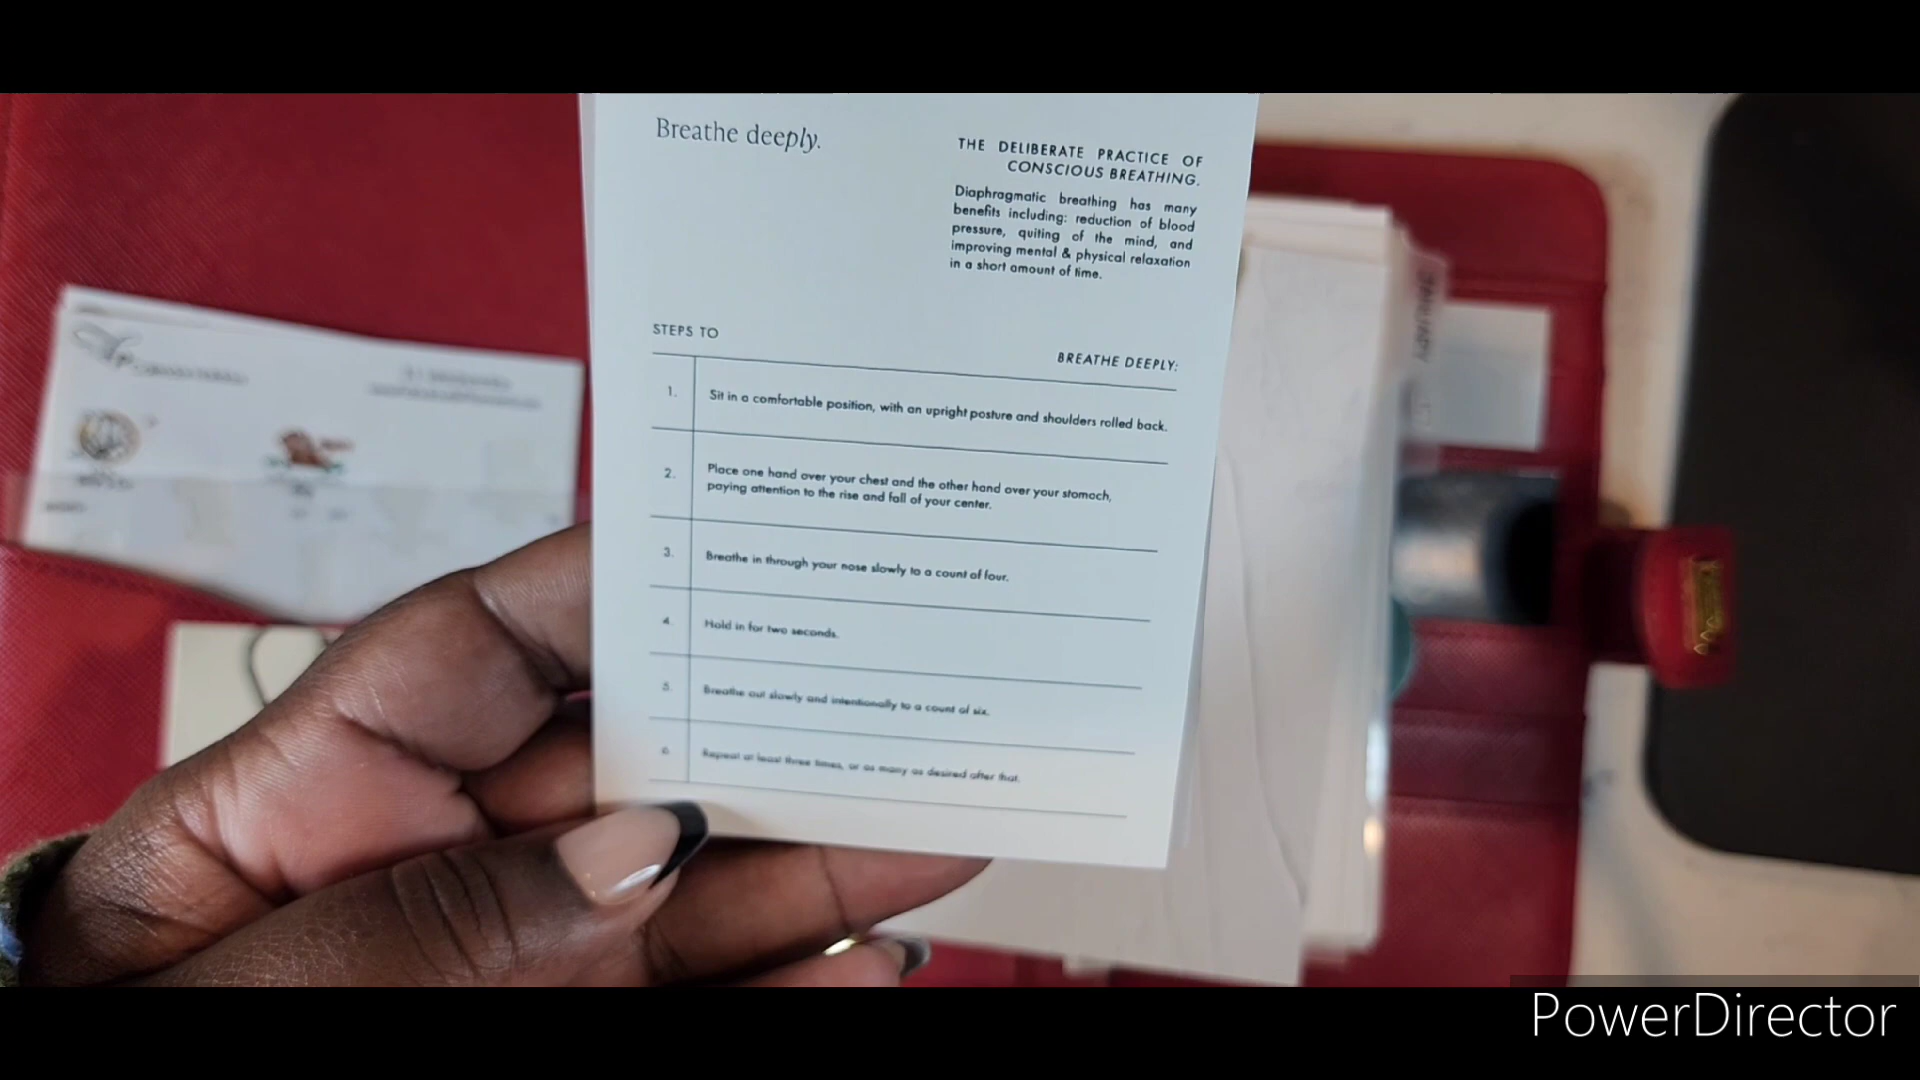 Breathe deeply.
THE DELIBERATE PRACTICE OF
CONSCIOUS BREATHING.
Diaphragmatic breathing has many
benefits including: reduction of blood
pressure, quiting of the mind, and
improving mental & physical relaxation
in a short amount of time.
STEPS TO
BREATHE DEEPLY:
1. Sit in a comfortable position, with an upright posture and shoulders rolled back.
2. Place one hand over your chest and the other hand over your stomach,
paying attention to the rise and fall of your center.
3. Breathe in through your nose slowly to a count of four.
4. Hold in for two seconds.
5. Breathe out slowly and intentionally to a count of six.
6. Repeat at least three times, or as many as desired after that.
JANUARY
PowerDirector